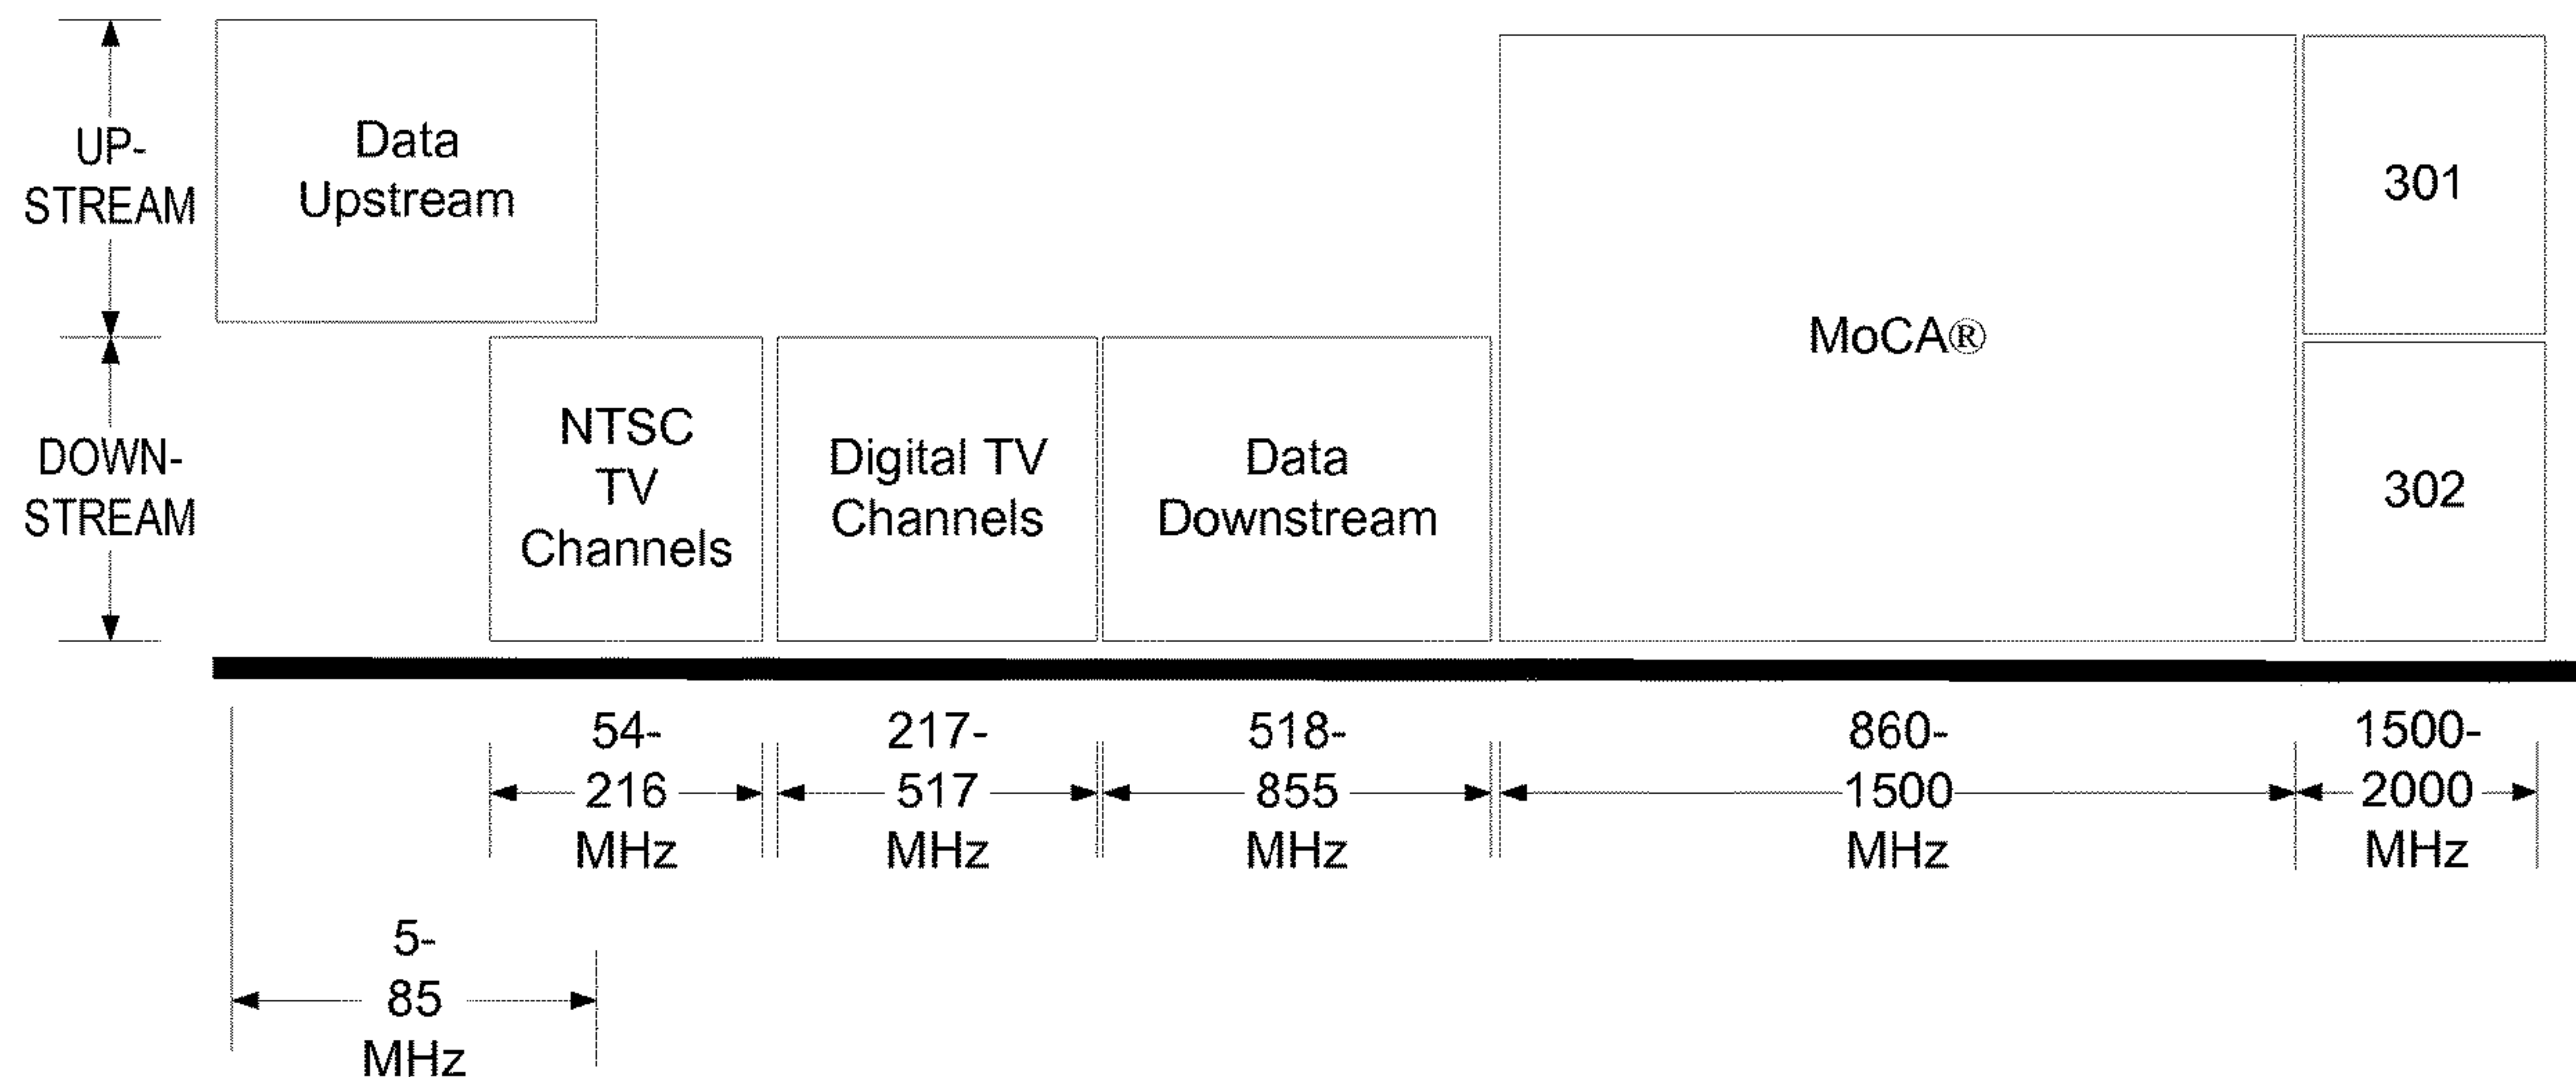 UP-
STREAM
Data
Upstream
301
MoCA®
DOWN-
STREAM
NTSC
TV
Channels
Digital TV
Channels
Data
Downstream
302
54-
216
MHz
217-
517
MHz
518-
855
MHz
860-
1500
MHz
1500-
2000
MHz
5-
85
MHz